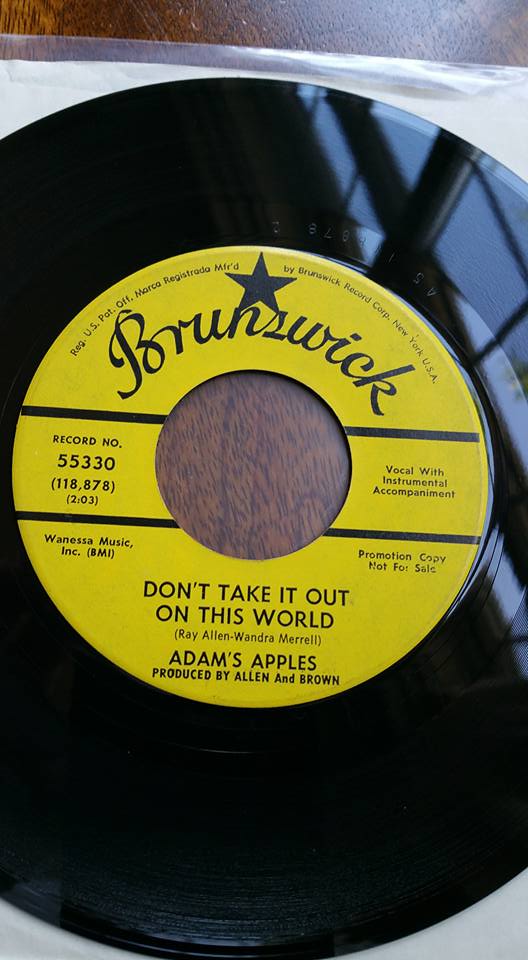 Reg. U.S. Pat. Off. Marca Registrada Mfr'd by Brunswick Record Corp. New York U.S.A.
Brunswick
RECORD NO.
55330
(118,878)
(2:03)
Vocal With
Instrumental
Accompaniment
Wanessa Music,
Inc. (BMI)
Promotion Copy
Not For Sale
DON'T TAKE IT OUT
ON THIS WORLD
(Ray Allen-Wandra Merrell)
ADAM'S APPLES
PRODUCED BY ALLEN And BROWN